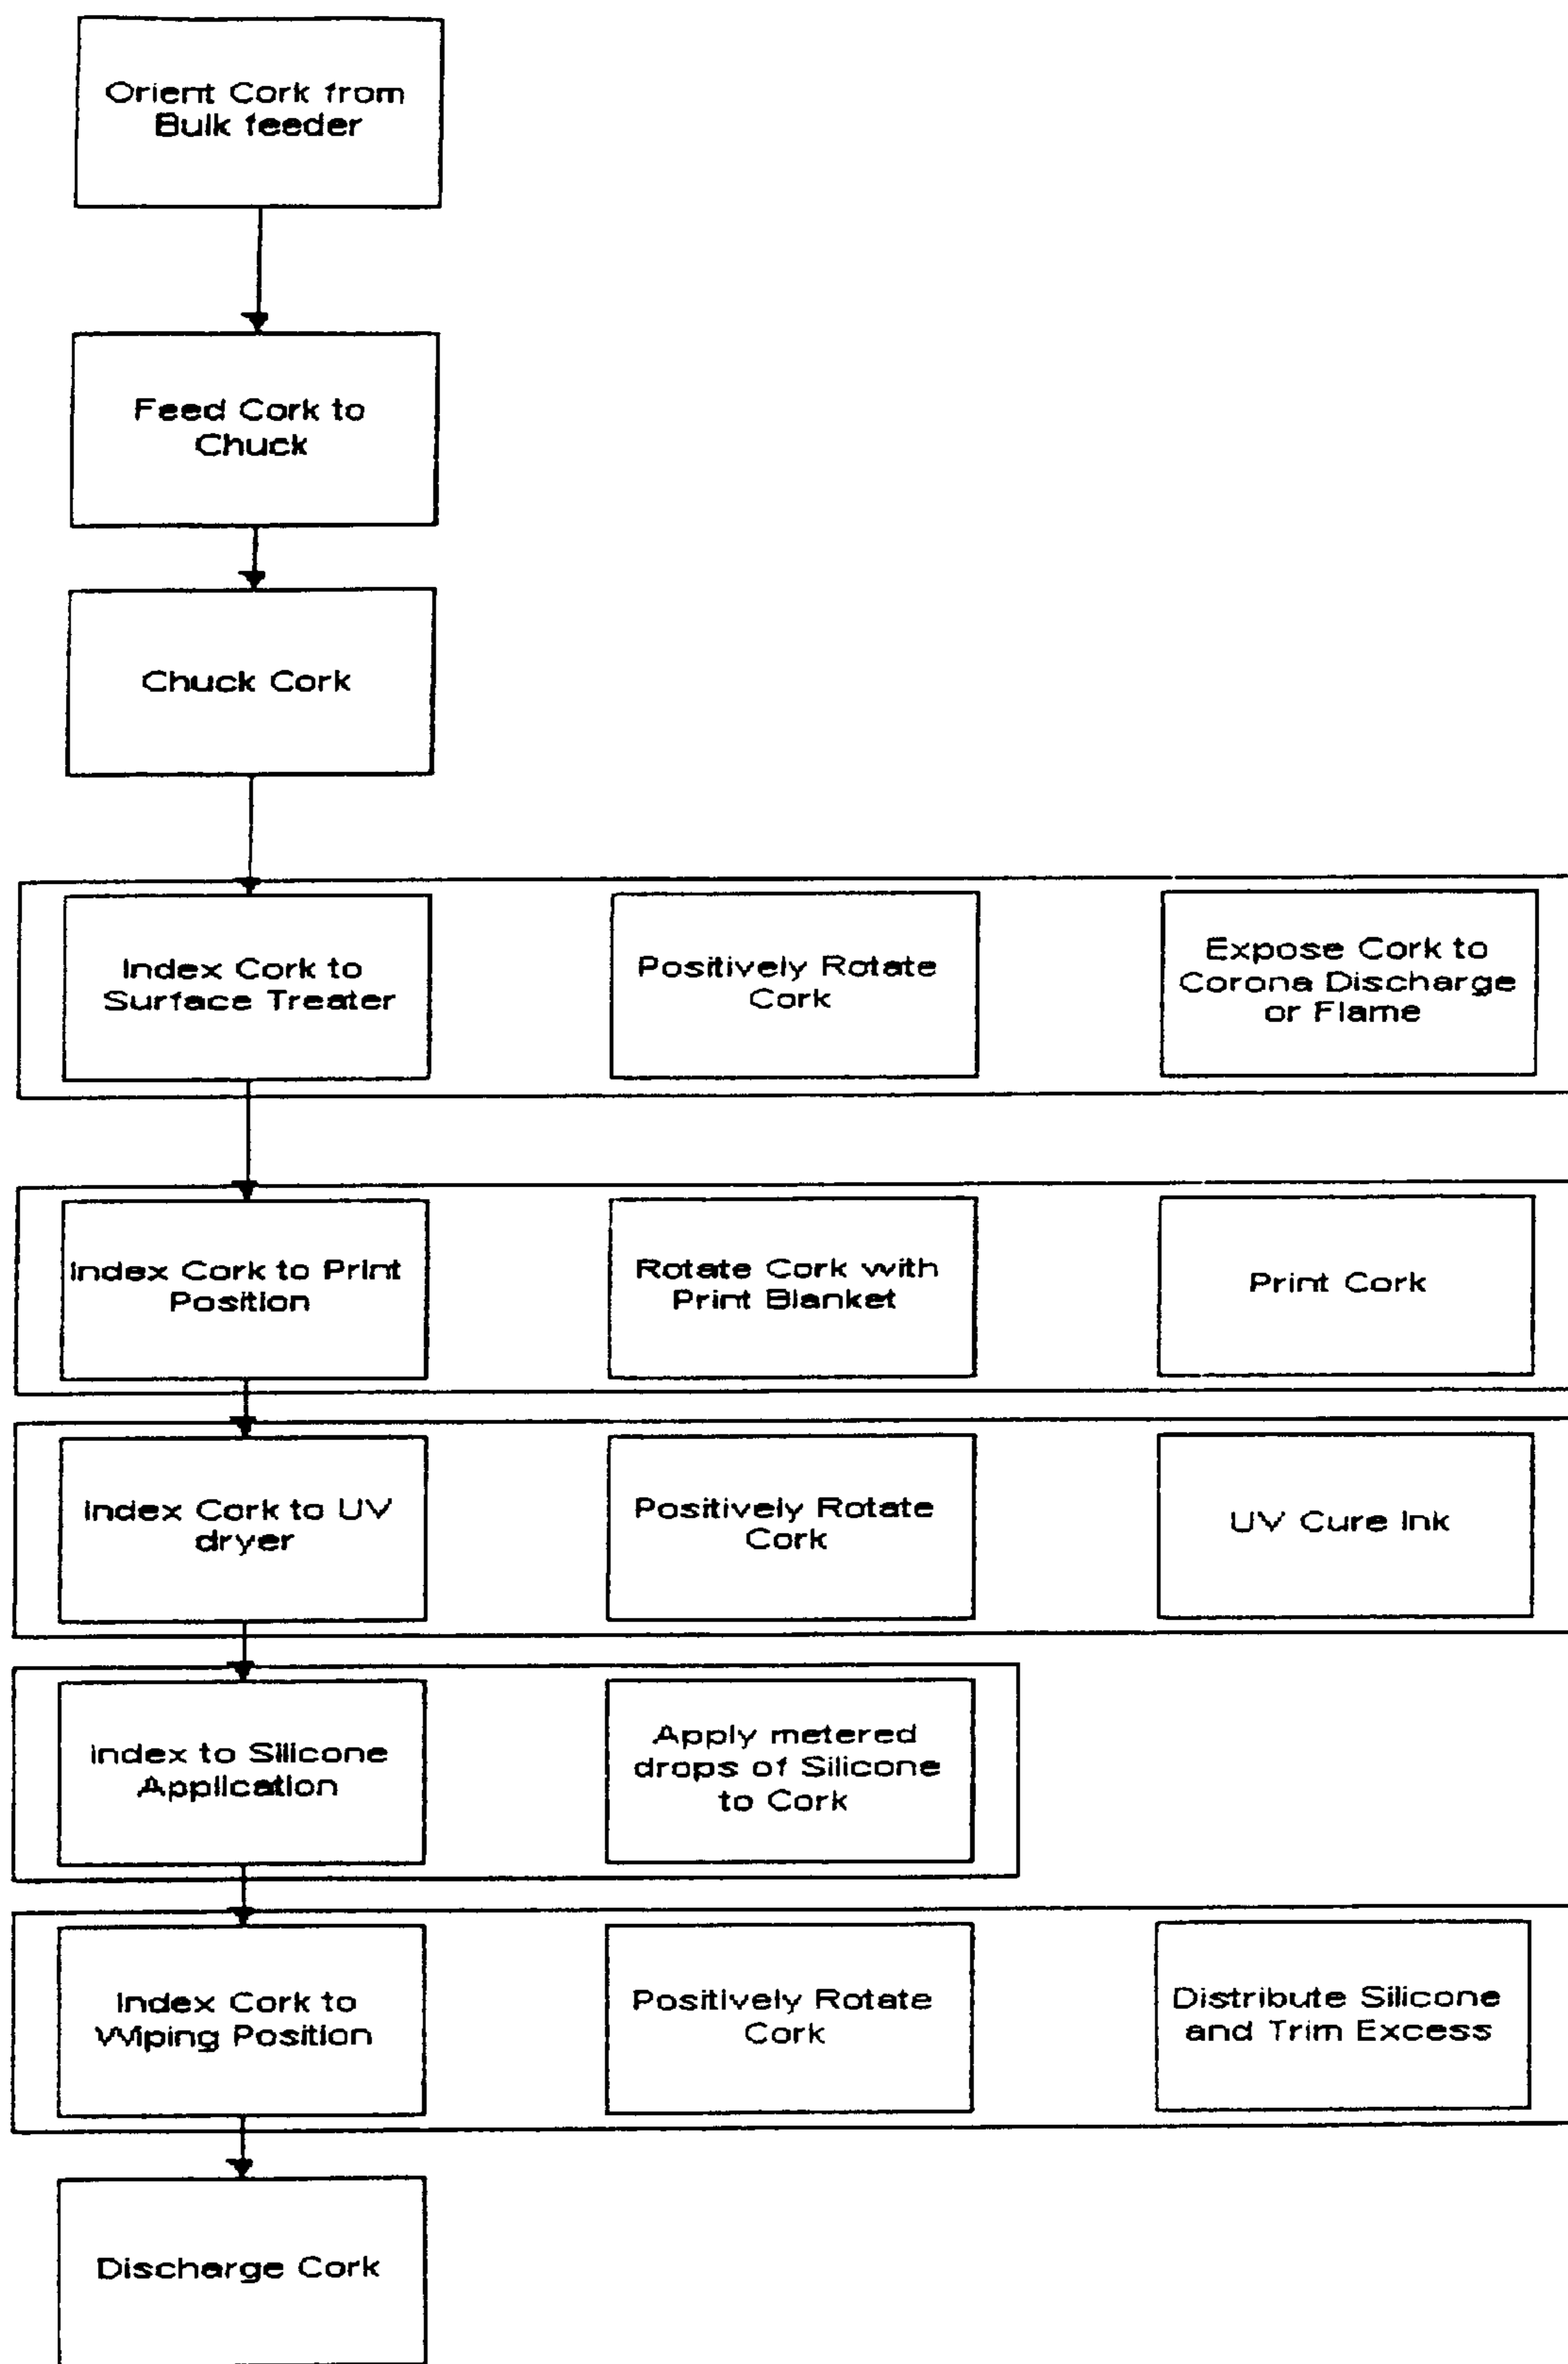 Orient Cork from
Bulk feeder
Feed Cork to
Chuck
Chuck Cork
Index Cork to
Surface Treater
Positively Rotate
Cork
Expose Cork to
Corona Discharge
or Flame
Index Cork to Print
Position
Rotate Cork with
Print Blanket
Print Cork
Index Cork to UV
dryer
Positively Rotate
Cork
UV Cure Ink
Index to Silicone
Application
Apply metered
drops of Silicone
to Cork
Index Cork to
Wiping Position
Positively Rotate
Cork
Distribute Silicone
and Trim Excess
Discharge Cork